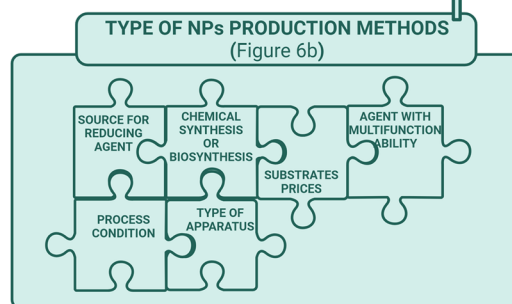 TYPE OF NPs PRODUCTION METHODS
(Figure 6b)
SOURCE FOR
REDUCING
AGENT
CHEMICAL
SYNTHESIS
OR
BIOSYNTHESIS
SUBSTRATES
PRICES
AGENT WITH
MULTIFUNCTION
ABILITY
PROCESS
CONDITION
TYPE OF
APPARATUS